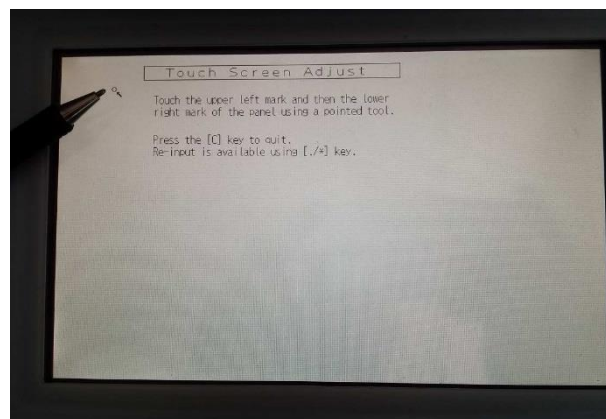 Touch Screen Adjust
Touch the upper left mark and then the lower
right mark of the panel using a pointed tool.
Press the [C] key to quit.
Re-input is available using [./*] key.